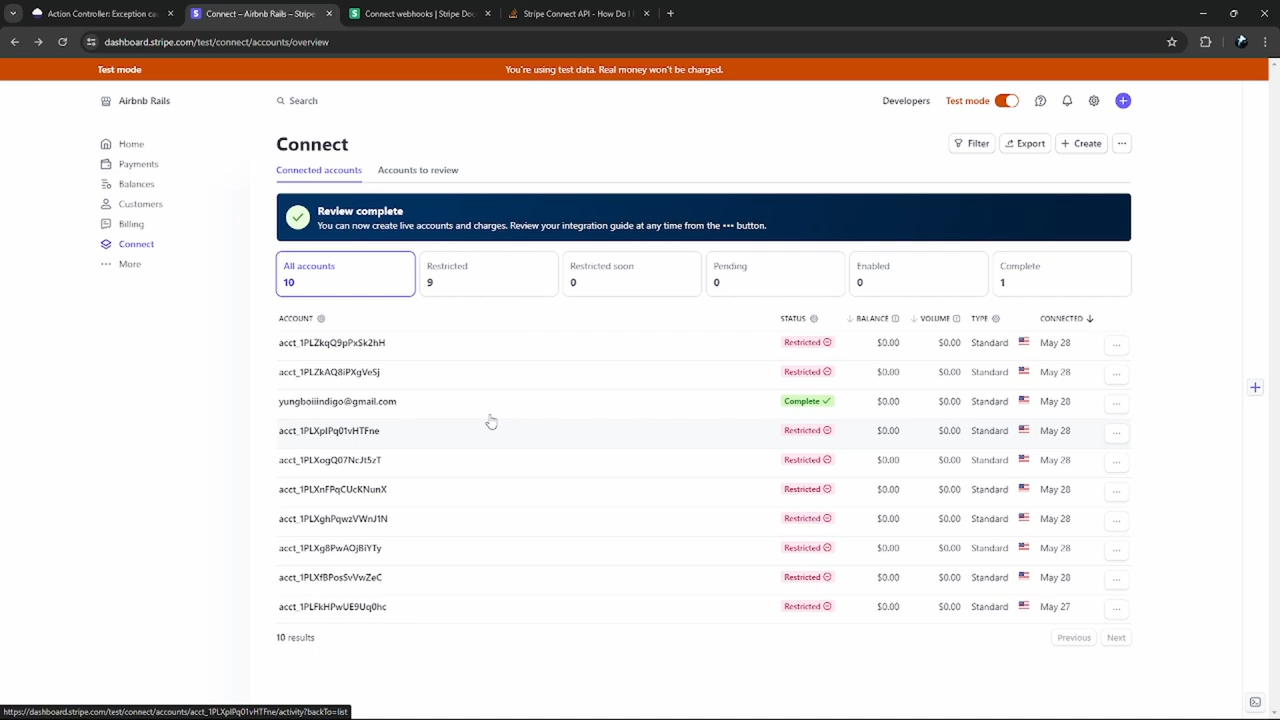 Action Controller: Exception ca
Connect – Airbnb Rails – Stripe
Connect webhooks | Stripe Doc
Stripe Connect API - How Do I
dashboard.stripe.com/test/connect/accounts/overview
Test mode
You're using test data. Real money won't be charged.
Airbnb Rails
Search
Developers
Test mode
Home
Payments
Balances
Customers
Billing
Connect
More
Connect
Filter
Export
Create
Connected accounts
Accounts to review
Review complete
You can now create live accounts and charges. Review your integration guide at any time from the ••• button.
All accounts
10
Restricted
9
Restricted soon
0
Pending
0
Enabled
0
Complete
1
ACCOUNT STATUS BALANCE VOLUME TYPE CONNECTED
acct_1PLZkqQ9pPxSk2hH Restricted $0.00 $0.00 Standard May 28
acct_1PLZkAQ8iPXgVeSj Restricted $0.00 $0.00 Standard May 28
yungboiiindigo@gmail.com Complete $0.00 $0.00 Standard May 28
acct_1PLXpIPq01vHTFne Restricted $0.00 $0.00 Standard May 28
acct_1PLXogQ07NcJt5zT Restricted $0.00 $0.00 Standard May 28
acct_1PLXnFPqCUcKNunX Restricted $0.00 $0.00 Standard May 28
acct_1PLXghPqwzVWnJ1N Restricted $0.00 $0.00 Standard May 28
acct_1PLXg8PwAOjBiYTy Restricted $0.00 $0.00 Standard May 28
acct_1PLXfBPosSvVwZeC Restricted $0.00 $0.00 Standard May 28
acct_1PLFkHPwUE9Uq0hc Restricted $0.00 $0.00 Standard May 27
10 results
Previous
Next
https://dashboard.stripe.com/test/connect/accounts/acct_1PLXpIPq01vHTFne/activity?backTo=list